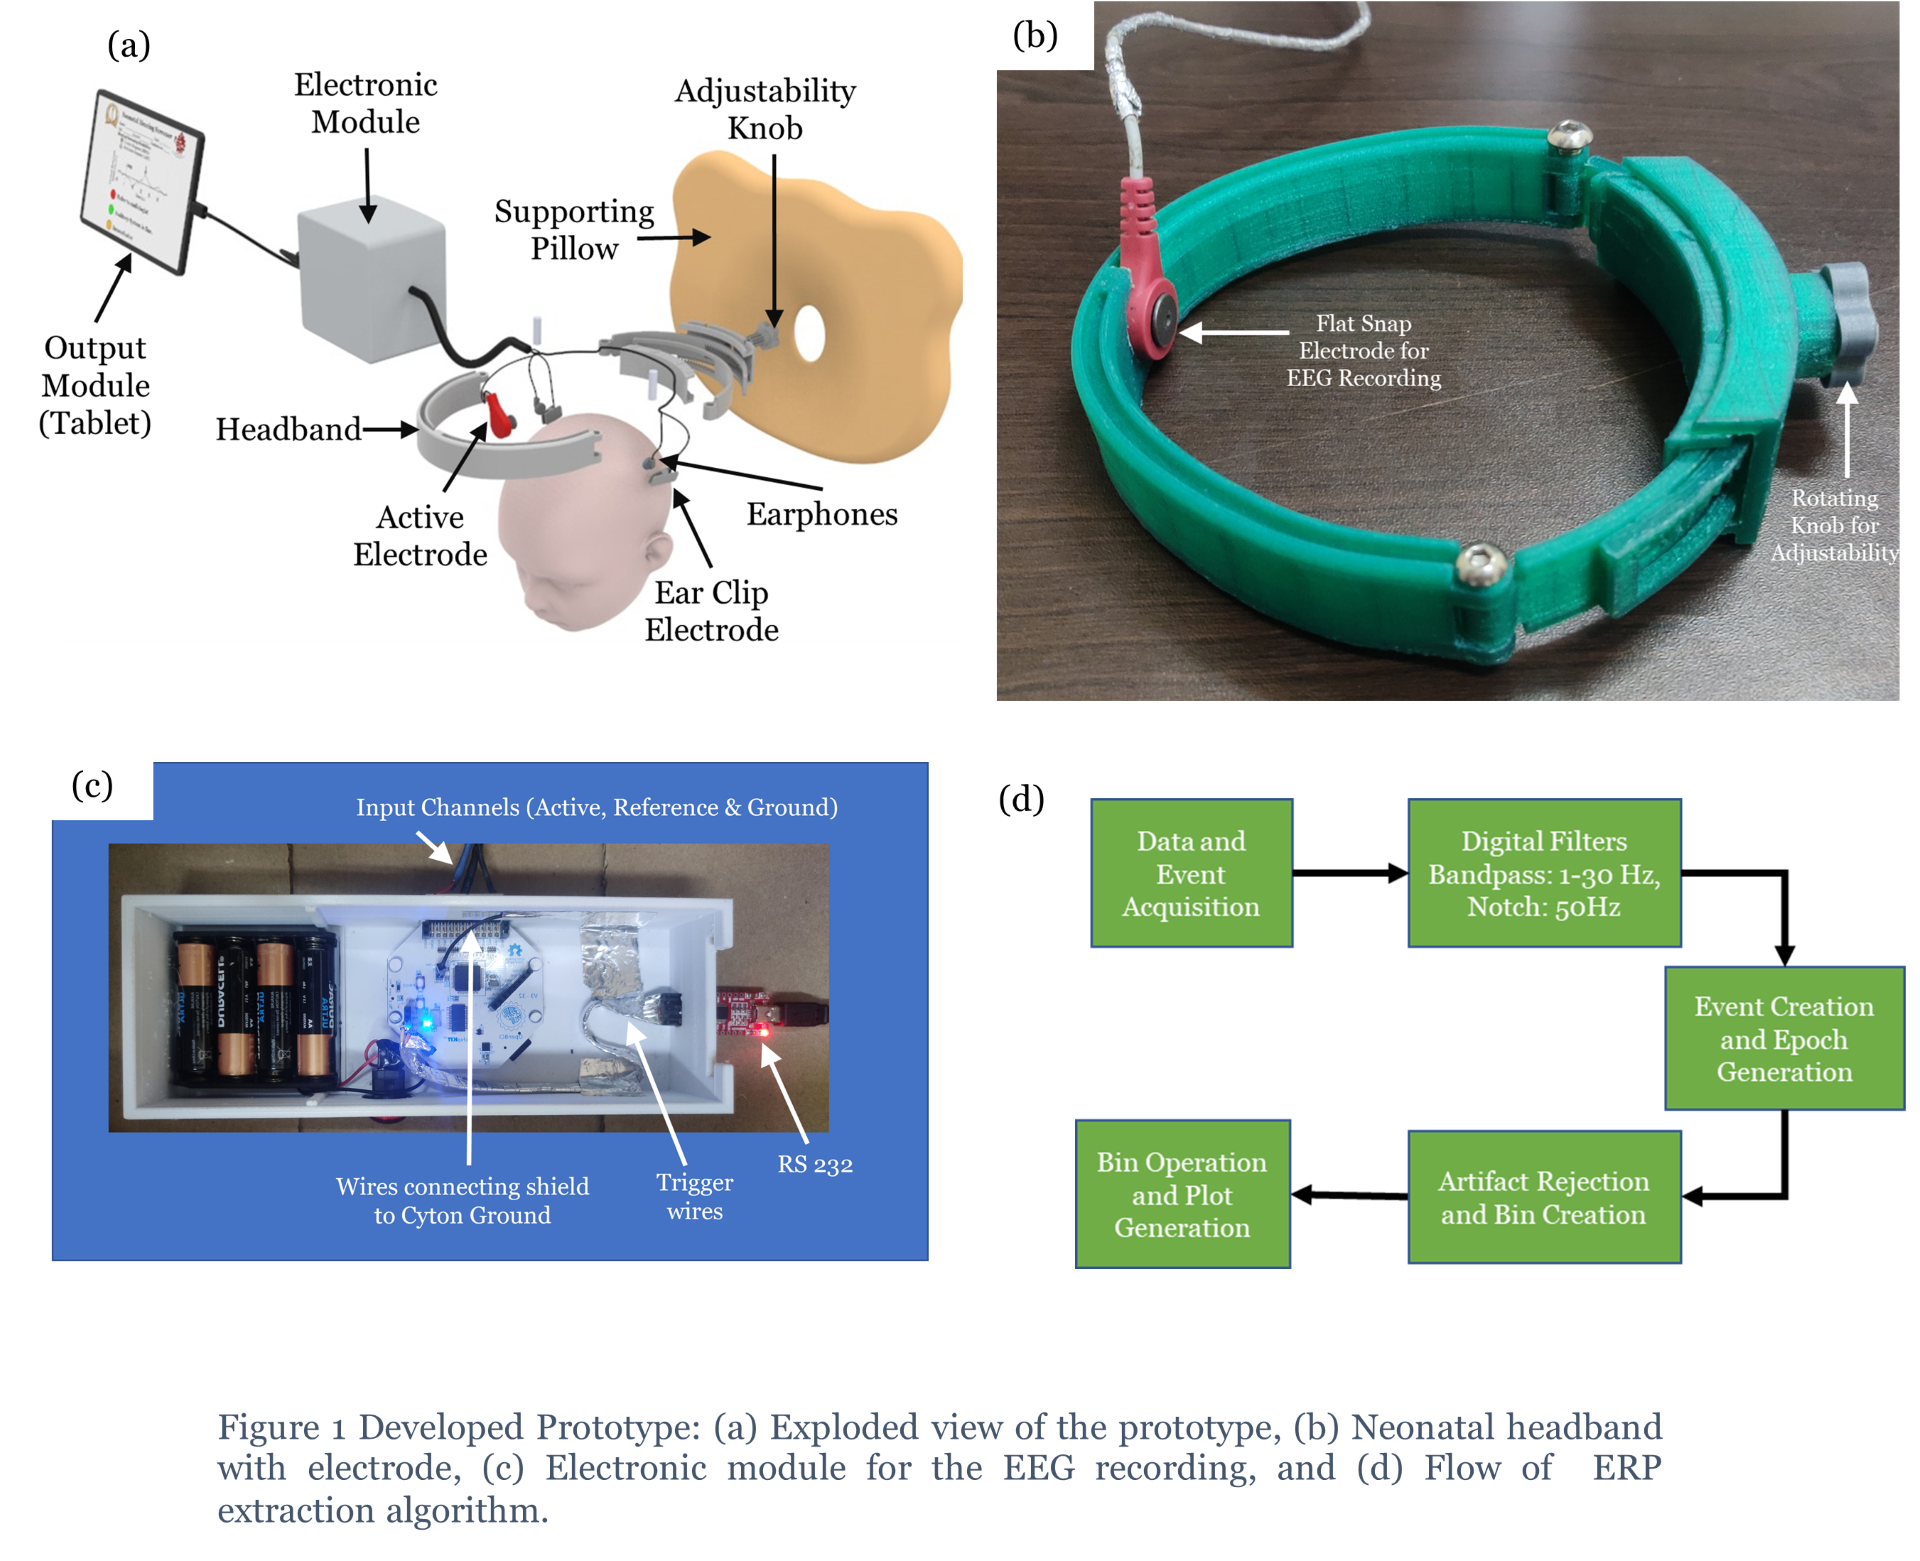 (a)
Electronic
Module
Adjustability
Knob
Supporting
Pillow
Output
Module
(Tablet)
Headband
Active
Electrode
Earphones
Ear Clip
Electrode
(b)
Flat Snap
Electrode for
EEG Recording
Rotating
Knob for
Adjustability
(c)
Input Channels (Active, Reference & Ground)
DURACELL
Wires connecting shield
to Cyton Ground
Trigger
wires
RS 232
(d)
Data and
Event
Acquisition
Digital Filters
Bandpass: 1-30 Hz,
Notch: 50Hz
Event Creation
and Epoch
Generation
Artifact Rejection
and Bin Creation
Bin Operation
and Plot
Generation
Figure 1 Developed Prototype: (a) Exploded view of the prototype, (b) Neonatal headband
with electrode, (c) Electronic module for the EEG recording, and (d) Flow of ERP
extraction algorithm.